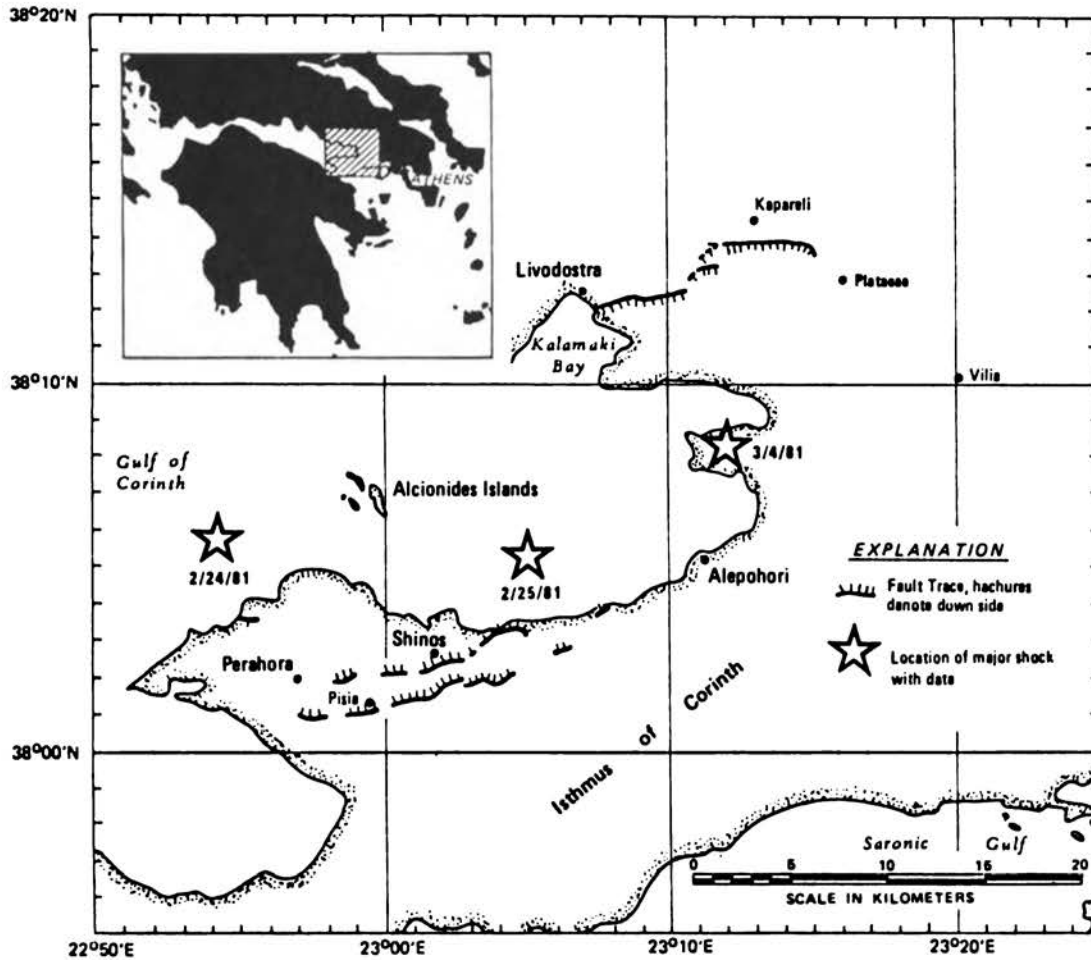 38°20'N
ATHENS
Kapareli
Livodostra
Plataeae
Kalamaki
Bay
38°10'N
Vilia
Gulf of
Corinth
3/4/81
Alcionides Islands
2/24/81
2/25/81
Alepohori
EXPLANATION
Fault Trace, hachures
denote down side
Location of major shock
with data
Shinos
Perahora
Pisia
38°00'N
Isthmus of Corinth
Saronic Gulf
0 5 10 15 20
SCALE IN KILOMETERS
22°50'E 23°00'E 23°10'E 23°20'E